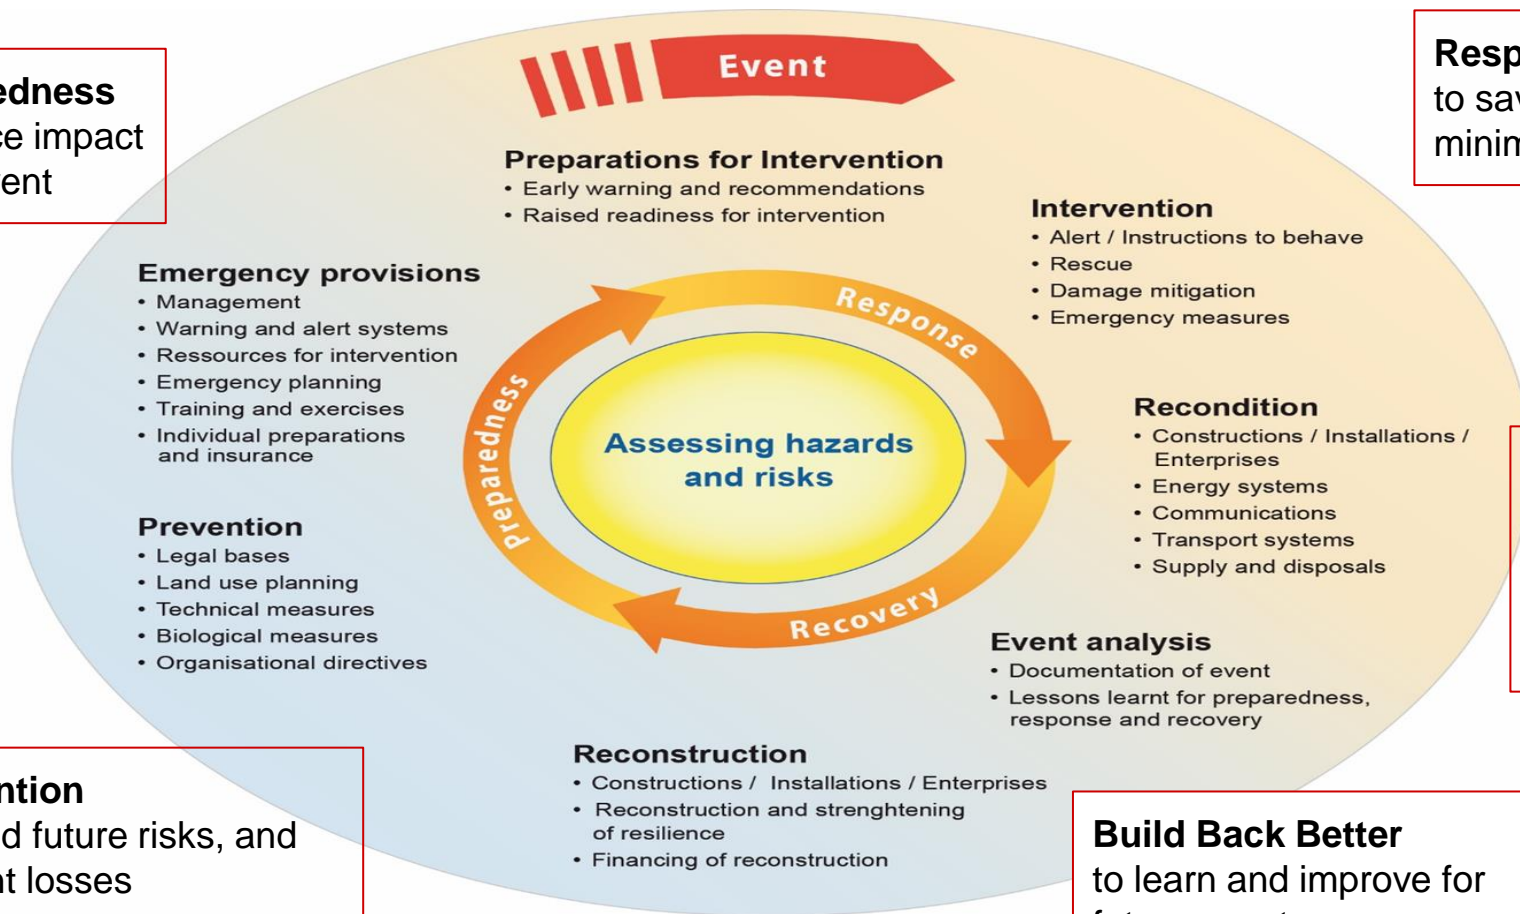 Event
edness
ce impact
ent
Resp
to sav
minim
Preparations for Intervention
• Early warning and recommendations
• Raised readiness for intervention
Intervention
• Alert / Instructions to behave
• Rescue
• Damage mitigation
• Emergency measures
Emergency provisions
• Management
• Warning and alert systems
• Ressources for intervention
• Emergency planning
• Training and exercises
• Individual preparations
and insurance
Response
Preparedness
Recovery
Assessing hazards
and risks
Recondition
• Constructions / Installations /
Enterprises
• Energy systems
• Communications
• Transport systems
• Supply and disposals
Prevention
• Legal bases
• Land use planning
• Technical measures
• Biological measures
• Organisational directives
Event analysis
• Documentation of event
• Lessons learnt for preparedness,
response and recovery
Reconstruction
• Constructions / Installations / Enterprises
• Reconstruction and strenghtening
of resilience
• Financing of reconstruction
ntion
d future risks, and
nt losses
Build Back Better
to learn and improve for